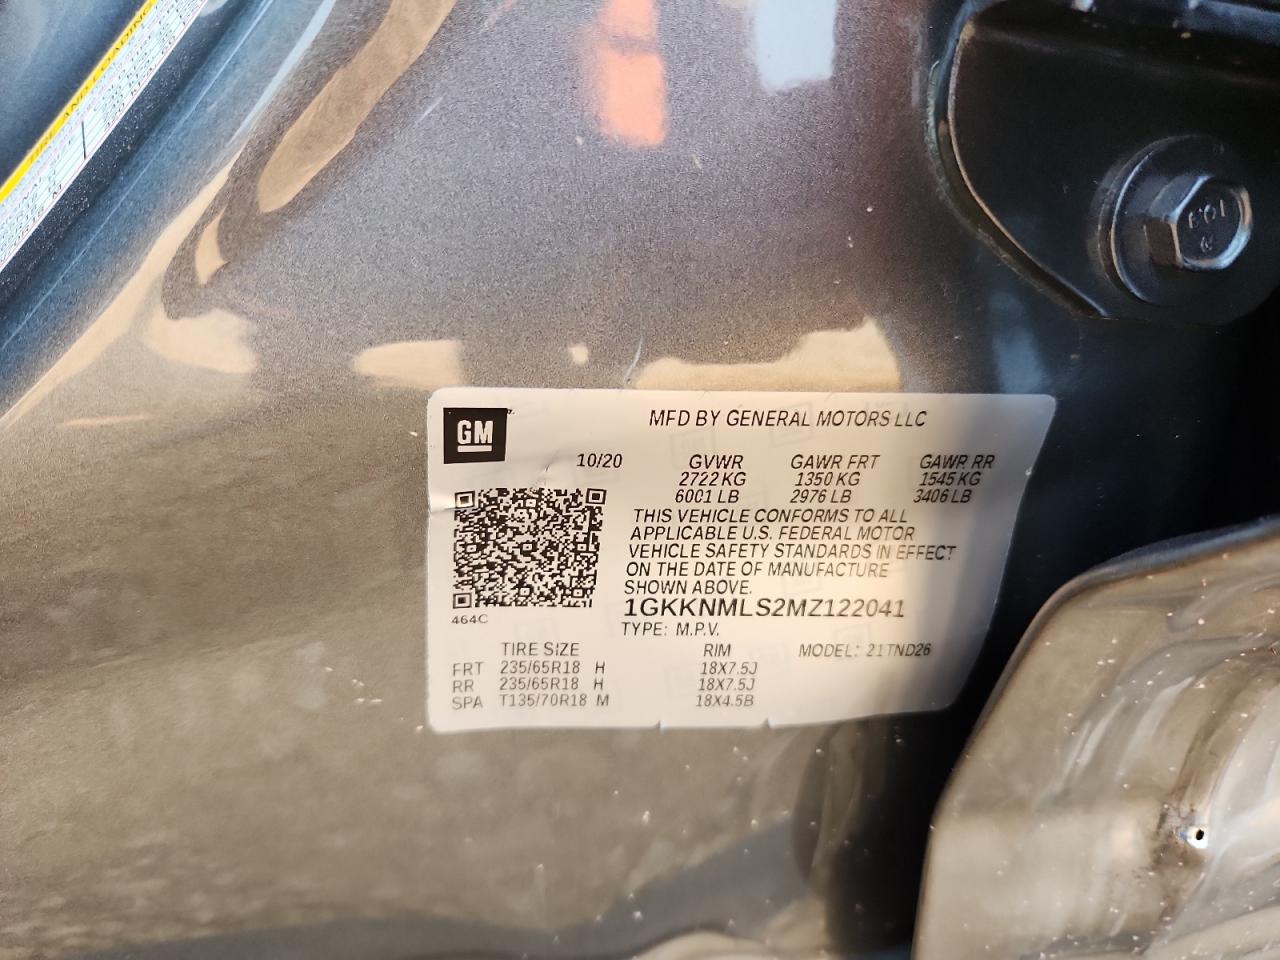 TIRE AND LOADING
GM
MFD BY GENERAL MOTORS LLC
10/20 GVWR GAWR FRT GAWR RR
2722 KG 1350 KG 1545 KG
6001 LB 2976 LB 3406 LB
THIS VEHICLE CONFORMS TO ALL
APPLICABLE U.S. FEDERAL MOTOR
VEHICLE SAFETY STANDARDS IN EFFECT
ON THE DATE OF MANUFACTURE
SHOWN ABOVE.
1GKKNMLS2MZ122041
464C
TYPE: M.P.V.
TIRE SIZE RIM MODEL: 21TND26
FRT 235/65R18 H 18X7.5J
RR 235/65R18 H 18X7.5J
SPA T135/70R18 M 18X4.5B